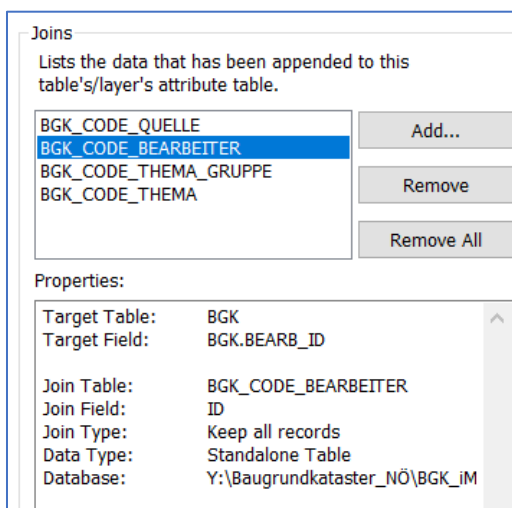 Joins
Lists the data that has been appended to this
table's/layer's attribute table.
BGK_CODE_QUELLE
BGK_CODE_BEARBEITER
BGK_CODE_THEMA_GRUPPE
BGK_CODE_THEMA
Add...
Remove
Remove All
Properties:
Target Table: BGK
Target Field: BGK.BEARB_ID
Join Table: BGK_CODE_BEARBEITER
Join Field: ID
Join Type: Keep all records
Data Type: Standalone Table
Database: Y:\Baugrundkataster_NÖ\BGK_iM